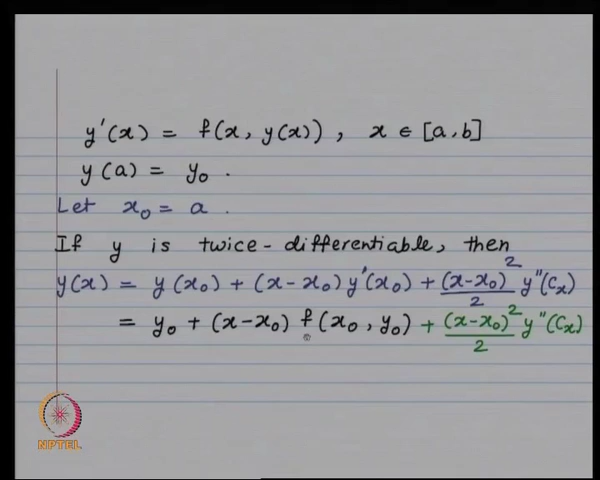 y'(x) = f(x, y(x)) , x ∈ [a, b]
y(a) = y₀ .
Let x₀ = a .
If y is twice-differentiable, then
y(x) = y(x₀) + (x-x₀) y'(x₀) + (x-x₀)²/2 y''(Cₓ)
= y₀ + (x-x₀) f(x₀, y₀) + (x-x₀)²/2 y''(Cₓ)
NPTEL